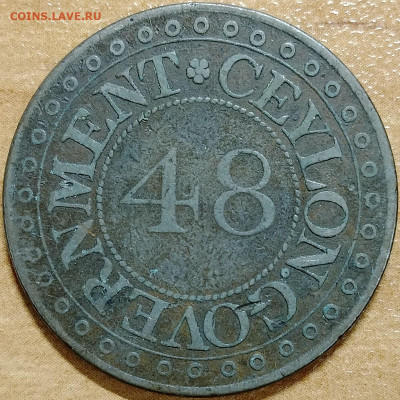 COINS.LAVE.RU
CEYLON · GOVERNMENT
48